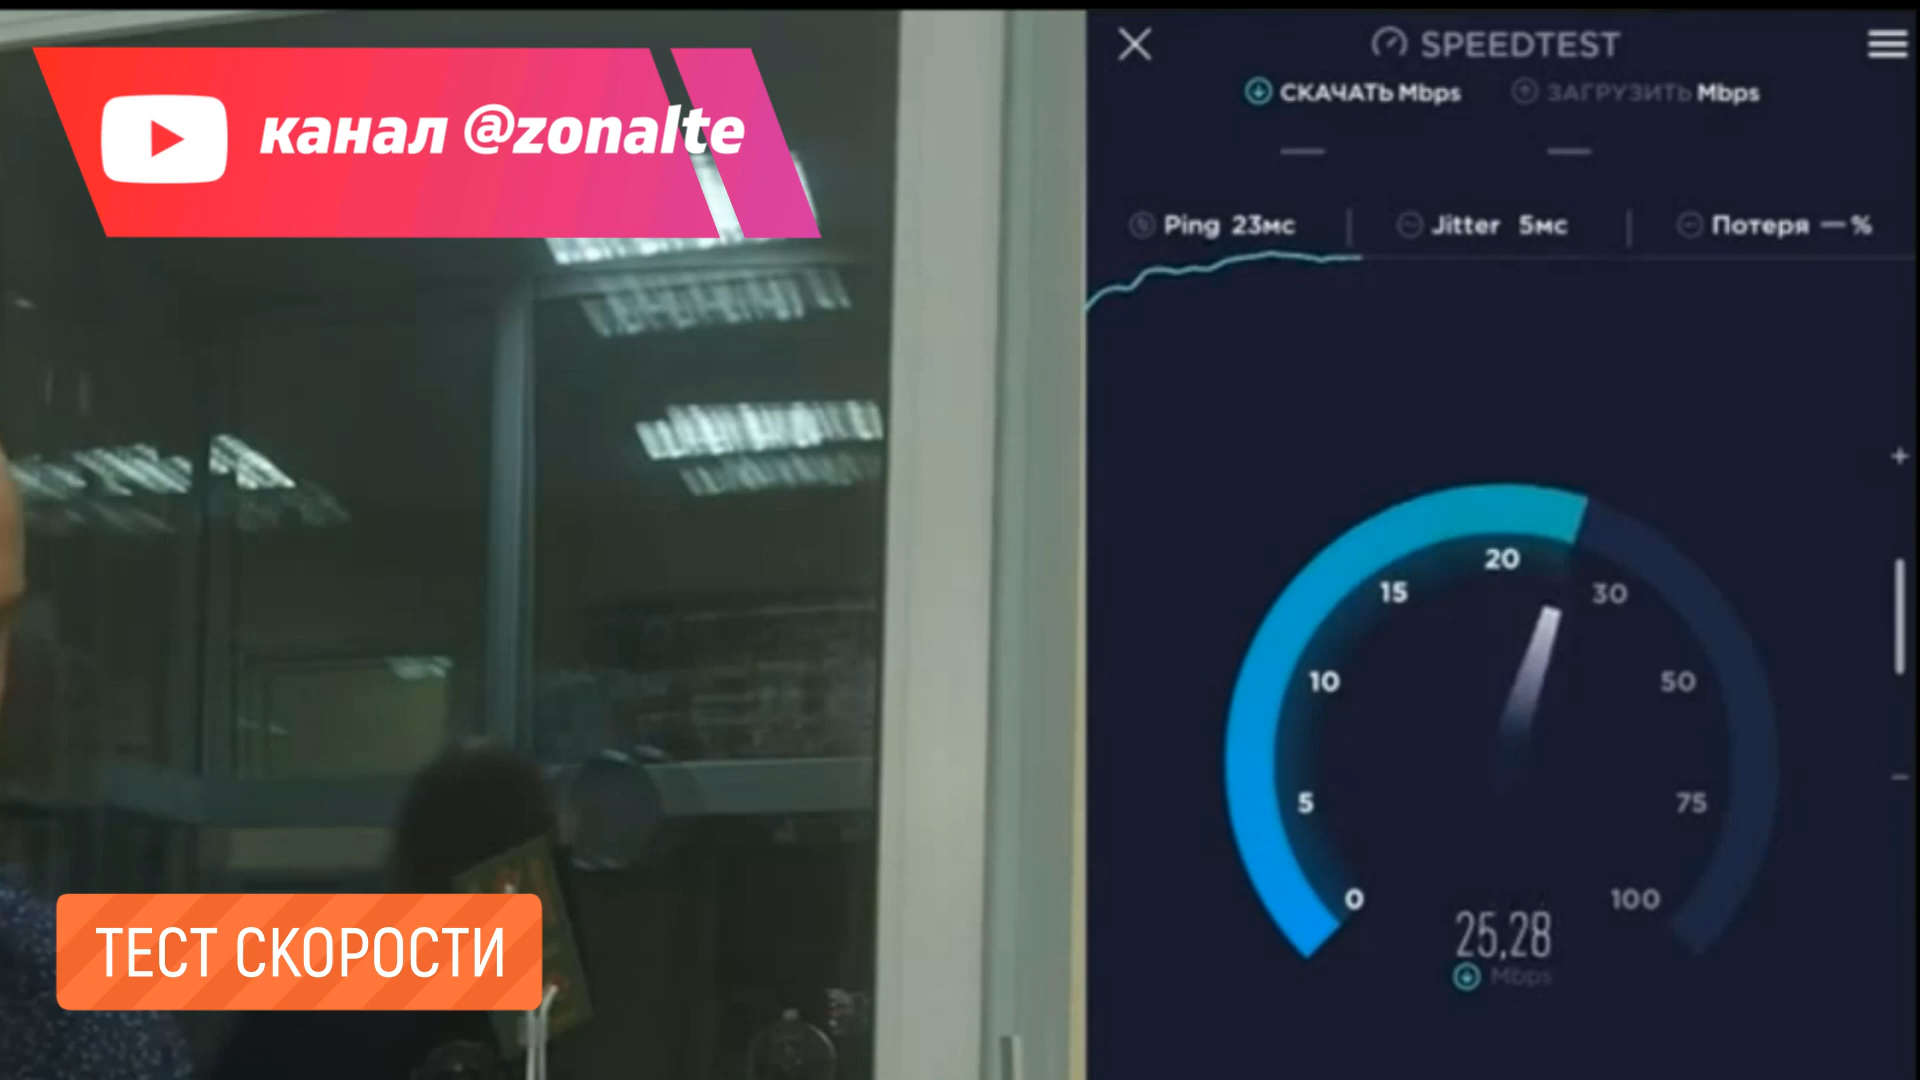 канал @zonalte
ТЕСТ СКОРОСТИ
SPEEDTEST
СКАЧАТЬ Mbps
ЗАГРУЗИТЬ Mbps
— —
Ping 23мс
Jitter 5мс
Потеря — %
20
15
30
10
50
5
75
0
100
25,28
Mbps